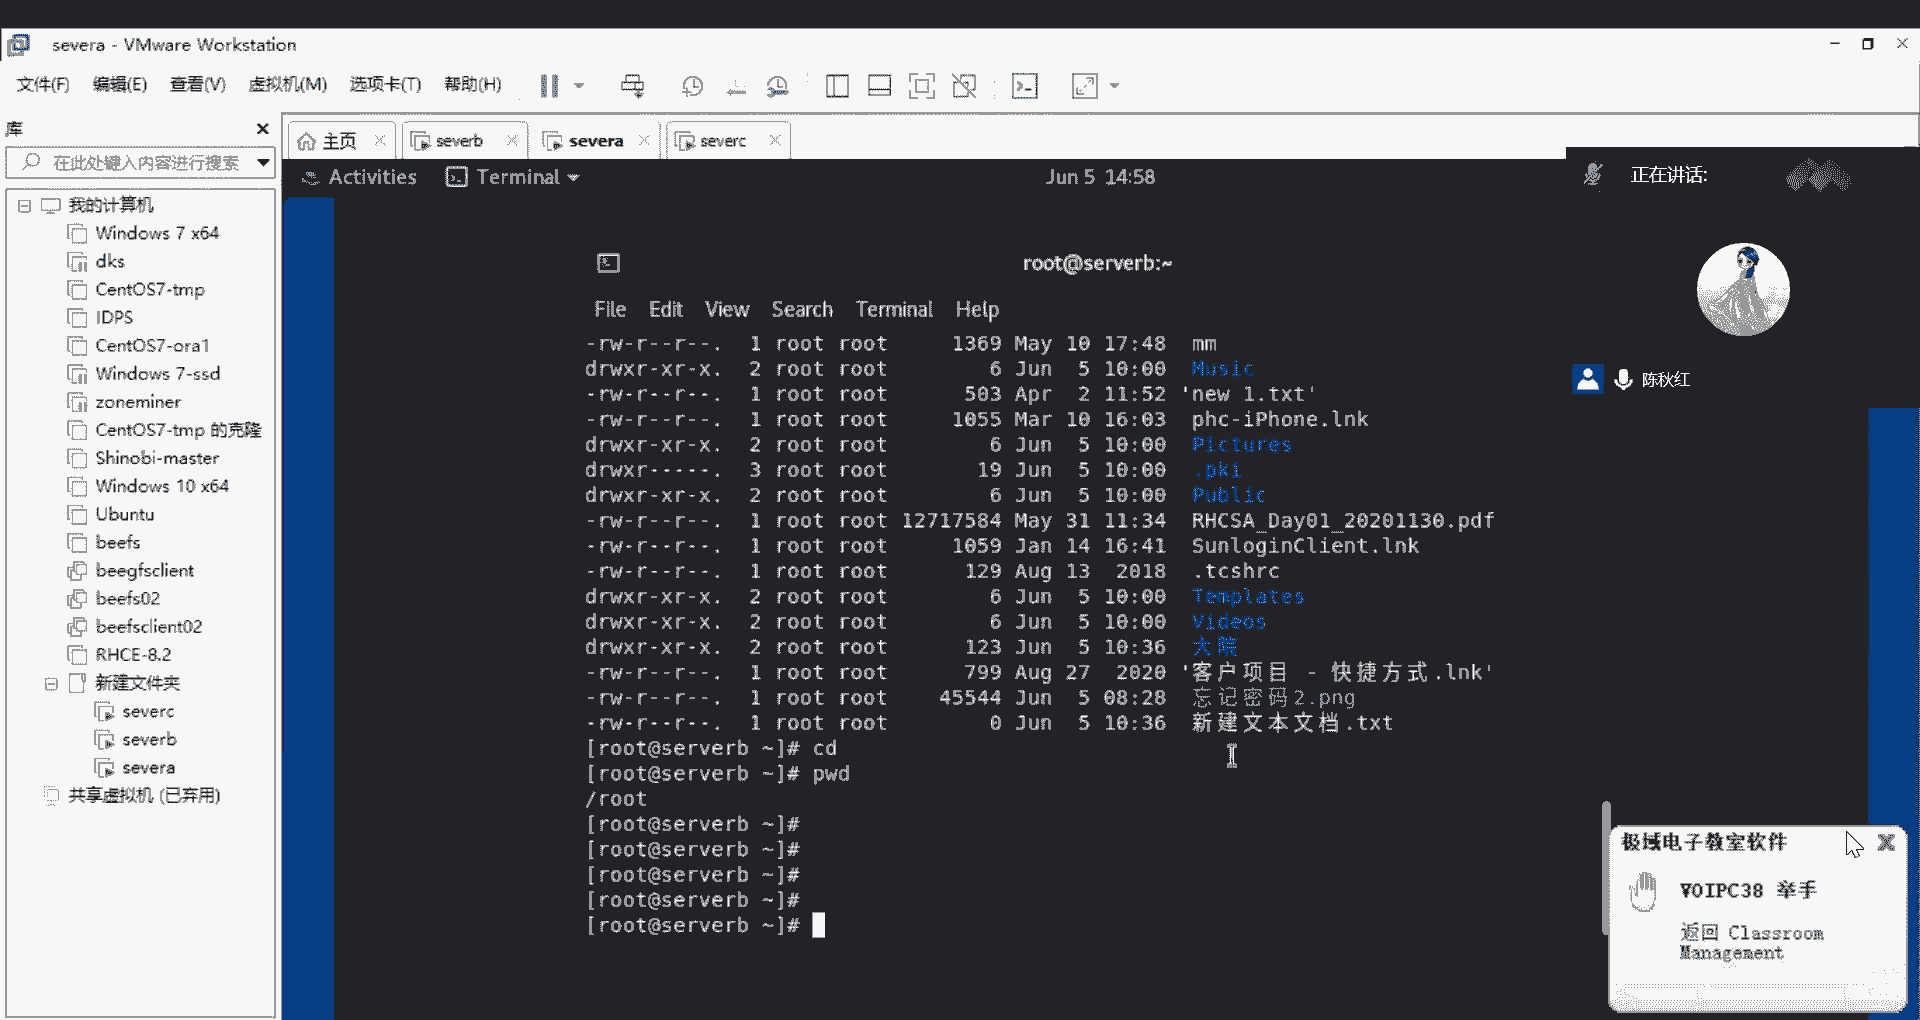 severa - VMware Workstation
文件(F) 编辑(E) 查看(V) 虚拟机(M) 选项卡(T) 帮助(H)
库
在此处键入内容进行搜索
我的计算机
Windows 7 x64
dks
CentOS7-tmp
IDPS
CentOS7-ora1
Windows 7-ssd
zoneminer
CentOS7-tmp 的克隆
Shinobi-master
Windows 10 x64
Ubuntu
beefs
beegfsclient
beefs02
beefsclient02
RHCE-8.2
新建文件夹
severc
severb
severa
共享虚拟机 (已弃用)
主页 severb severa severc
Activities Terminal Jun 5 14:58
正在讲话:
陈秋红
root@serverb:~
File Edit View Search Terminal Help
-rw-r--r--. 1 root root 1369 May 10 17:48 mm
drwxr-xr-x. 2 root root 6 Jun 5 10:00 Music
-rw-r--r--. 1 root root 503 Apr 2 11:52 'new 1.txt'
-rw-r--r--. 1 root root 1055 Mar 10 16:03 phc-iPhone.lnk
drwxr-xr-x. 2 root root 6 Jun 5 10:00 Pictures
drwxr-----. 3 root root 19 Jun 5 10:00 .pki
drwxr-xr-x. 2 root root 6 Jun 5 10:00 Public
-rw-r--r--. 1 root root 12717584 May 31 11:34 RHCSA_Day01_20201130.pdf
-rw-r--r--. 1 root root 1059 Jan 14 16:41 SunloginClient.lnk
-rw-r--r--. 1 root root 129 Aug 13 2018 .tcshrc
drwxr-xr-x. 2 root root 6 Jun 5 10:00 Templates
drwxr-xr-x. 2 root root 6 Jun 5 10:00 Videos
drwxr-xr-x. 2 root root 123 Jun 5 10:36 大院
-rw-r--r--. 1 root root 799 Aug 27 2020 '客户项目 - 快捷方式.lnk'
-rw-r--r--. 1 root root 45544 Jun 5 08:28 忘记密码2.png
-rw-r--r--. 1 root root 0 Jun 5 10:36 新建文本文档.txt
[root@serverb ~]# cd
[root@serverb ~]# pwd
/root
[root@serverb ~]#
[root@serverb ~]#
[root@serverb ~]#
[root@serverb ~]#
[root@serverb ~]#
极域电子教室软件
VOIPC38 举手
返回 Classroom
Management